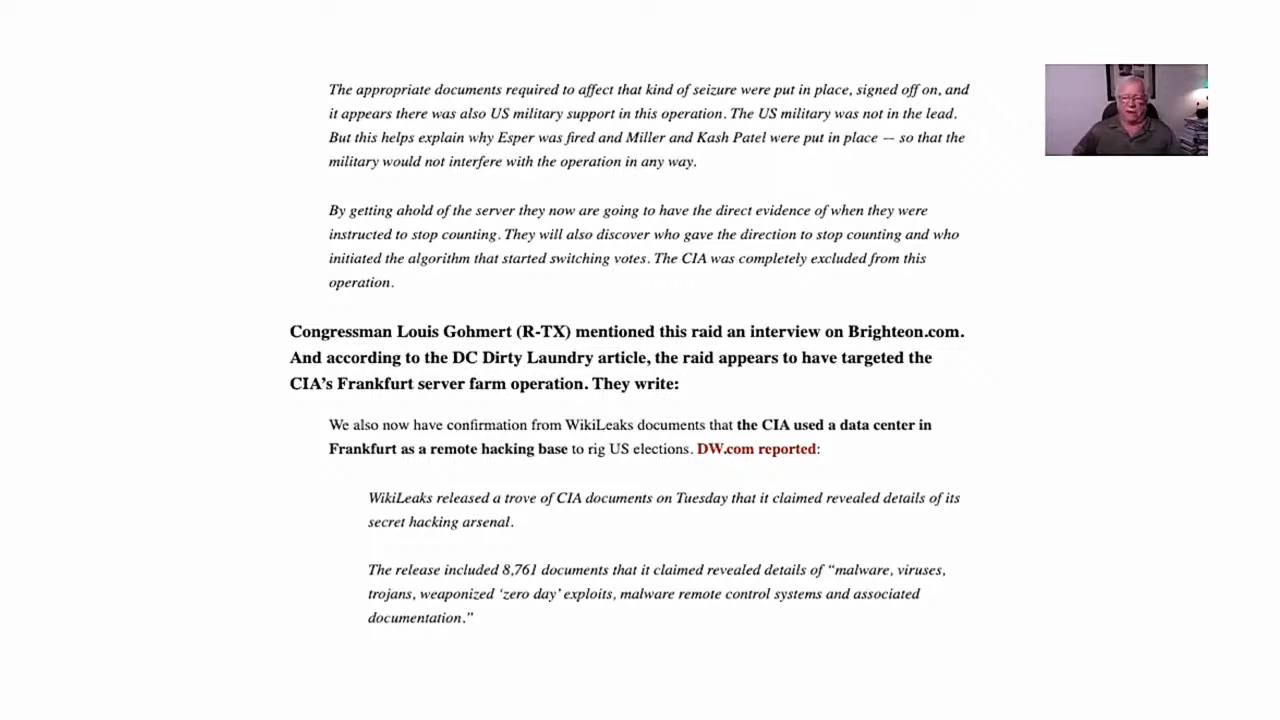 The appropriate documents required to affect that kind of seizure were put in place, signed off on, and
it appears there was also US military support in this operation. The US military was not in the lead.
But this helps explain why Esper was fired and Miller and Kash Patel were put in place — so that the
military would not interfere with the operation in any way.
By getting ahold of the server they now are going to have the direct evidence of when they were
instructed to stop counting. They will also discover who gave the direction to stop counting and who
initiated the algorithm that started switching votes. The CIA was completely excluded from this
operation.
Congressman Louis Gohmert (R-TX) mentioned this raid an interview on Brighteon.com.
And according to the DC Dirty Laundry article, the raid appears to have targeted the
CIA’s Frankfurt server farm operation. They write:
We also now have confirmation from WikiLeaks documents that the CIA used a data center in
Frankfurt as a remote hacking base to rig US elections. DW.com reported:
WikiLeaks released a trove of CIA documents on Tuesday that it claimed revealed details of its
secret hacking arsenal.
The release included 8,761 documents that it claimed revealed details of “malware, viruses,
trojans, weaponized ‘zero day’ exploits, malware remote control systems and associated
documentation.”